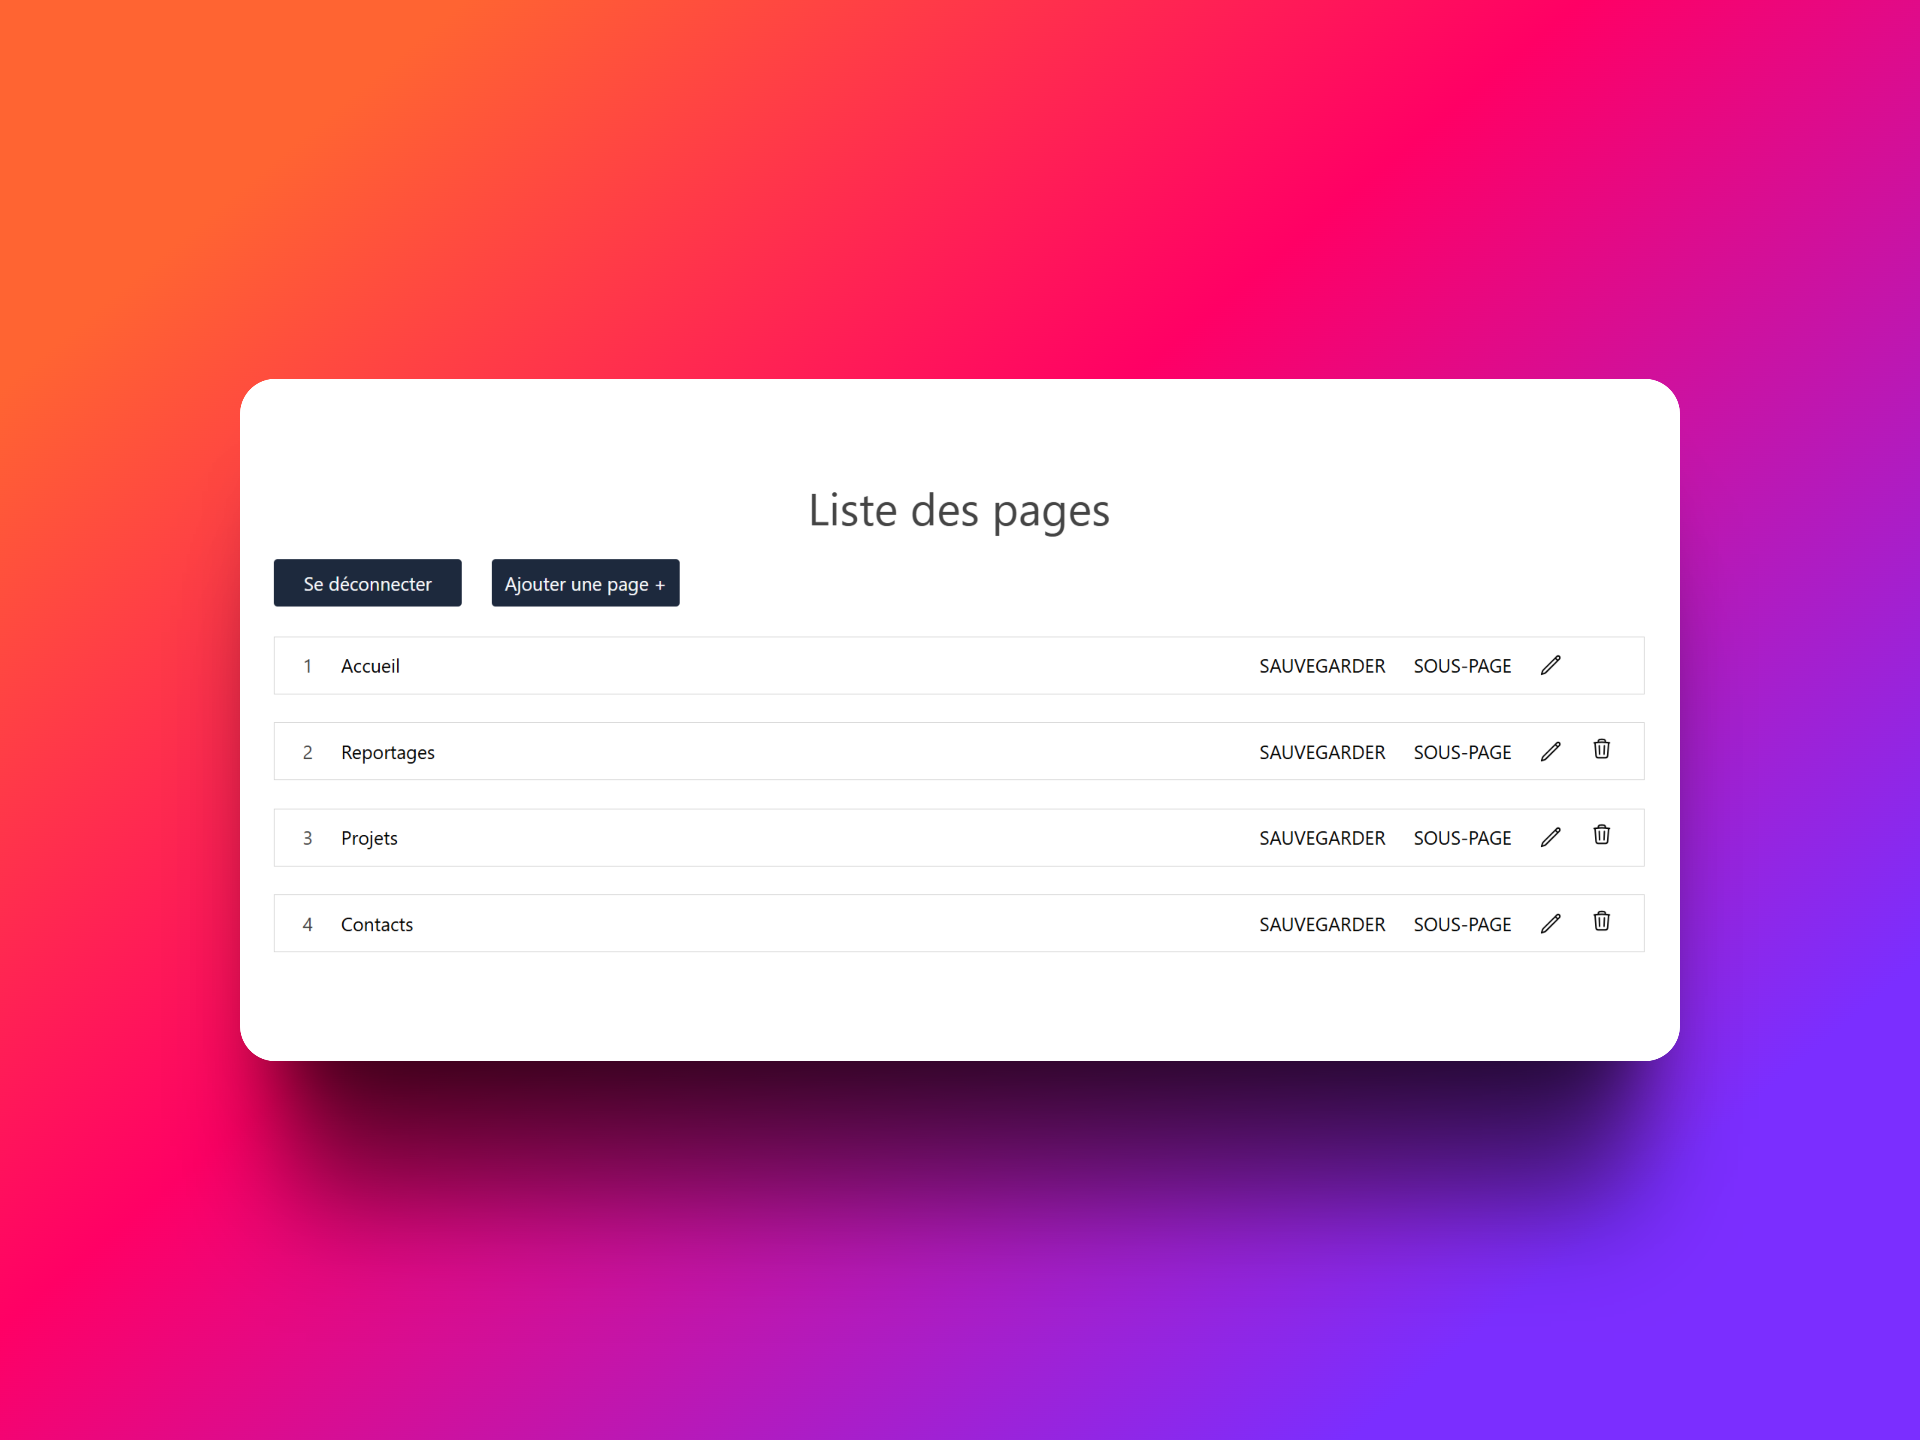 Liste des pages
Se déconnecter Ajouter une page +
1 Accueil SAUVEGARDER SOUS-PAGE
2 Reportages SAUVEGARDER SOUS-PAGE
3 Projets SAUVEGARDER SOUS-PAGE
4 Contacts SAUVEGARDER SOUS-PAGE